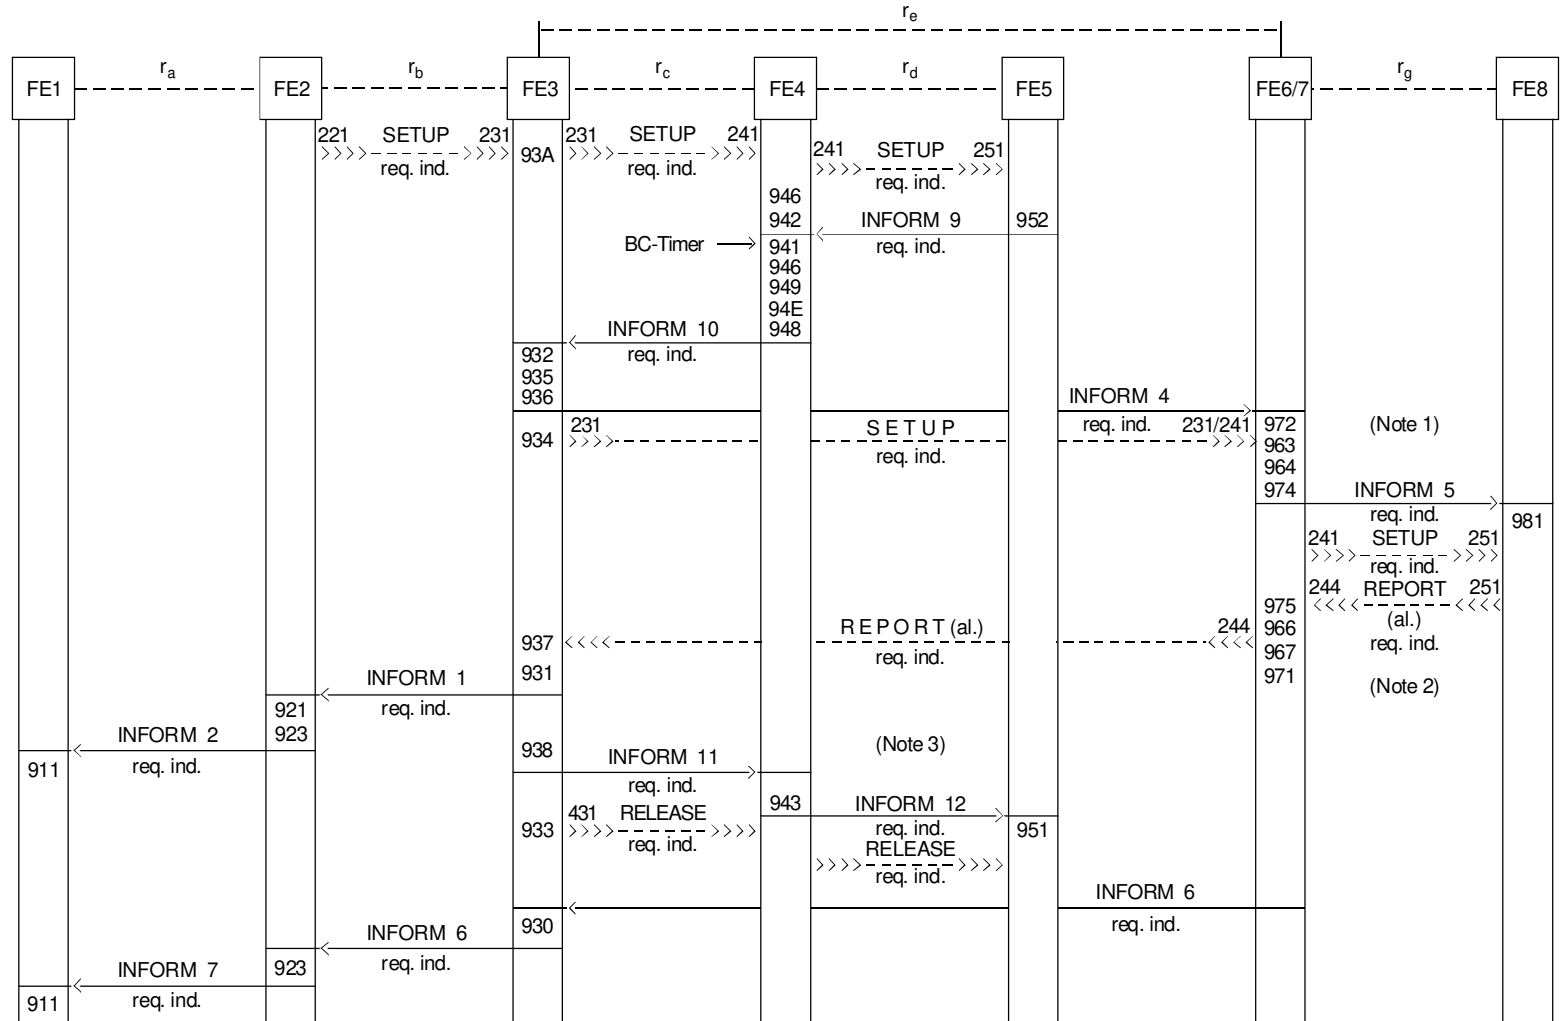 r_e
r_a r_b r_c r_d r_g
FE1 FE2 FE3 FE4 FE5 FE6/7 FE8
221 SETUP 231 231 SETUP 241
93A
req. ind. req. ind.
241 SETUP 251
req. ind.
946
942 INFORM 9 952
BC-Timer 941 req. ind.
946
949
94E
INFORM 10 948
932 req. ind.
935
936 INFORM 4
231 SETUP req. ind. 231/241 972 (Note 1)
934 req. ind. 963
964
974 INFORM 5
req. ind. 981
241 SETUP 251
req. ind.
244 REPORT 251
975 (al.)
937 REPORT (al.) 244 966 req. ind.
req. ind. 967
931 971 (Note 2)
INFORM 1
921 req. ind.
INFORM 2 923
911 req. ind.
938 INFORM 11 (Note 3)
req. ind.
943 INFORM 12
431 RELEASE req. ind. 951
933 req. ind.
RELEASE
req. ind.
INFORM 6
930 req. ind.
INFORM 6
req. ind.
INFORM 7 923
911 req. ind.